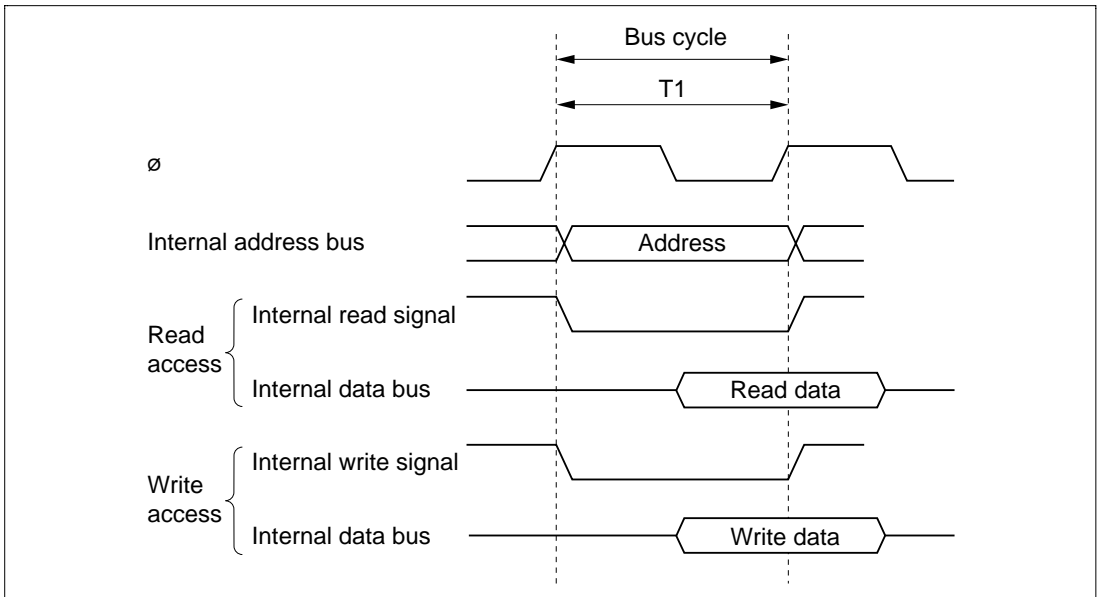 Bus cycle
T1
ø
Internal address bus
Address
Read
access
Internal read signal
Internal data bus
Read data
Write
access
Internal write signal
Internal data bus
Write data